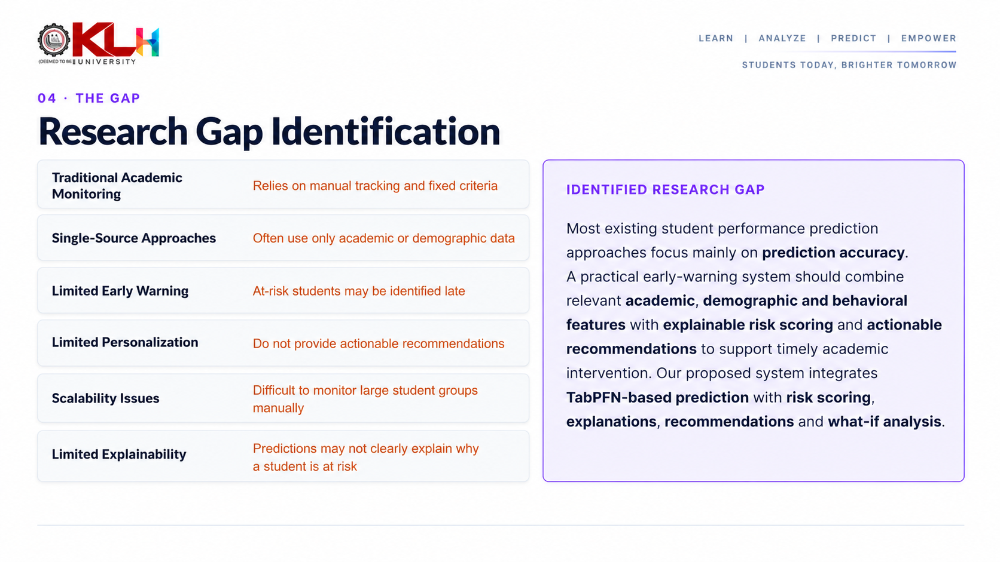 KLH
(DEEMED TO BE UNIVERSITY
LEARN | ANALYZE | PREDICT | EMPOWER
STUDENTS TODAY, BRIGHTER TOMORROW
04 · THE GAP
Research Gap Identification
Traditional Academic
Monitoring
Relies on manual tracking and fixed criteria
Single-Source Approaches
Often use only academic or demographic data
Limited Early Warning
At-risk students may be identified late
Limited Personalization
Do not provide actionable recommendations
Scalability Issues
Difficult to monitor large student groups
manually
Limited Explainability
Predictions may not clearly explain why
a student is at risk
IDENTIFIED RESEARCH GAP
Most existing student performance prediction
approaches focus mainly on prediction accuracy.
A practical early-warning system should combine
relevant academic, demographic and behavioral
features with explainable risk scoring and actionable
recommendations to support timely academic
intervention. Our proposed system integrates
TabPFN-based prediction with risk scoring,
explanations, recommendations and what-if analysis.